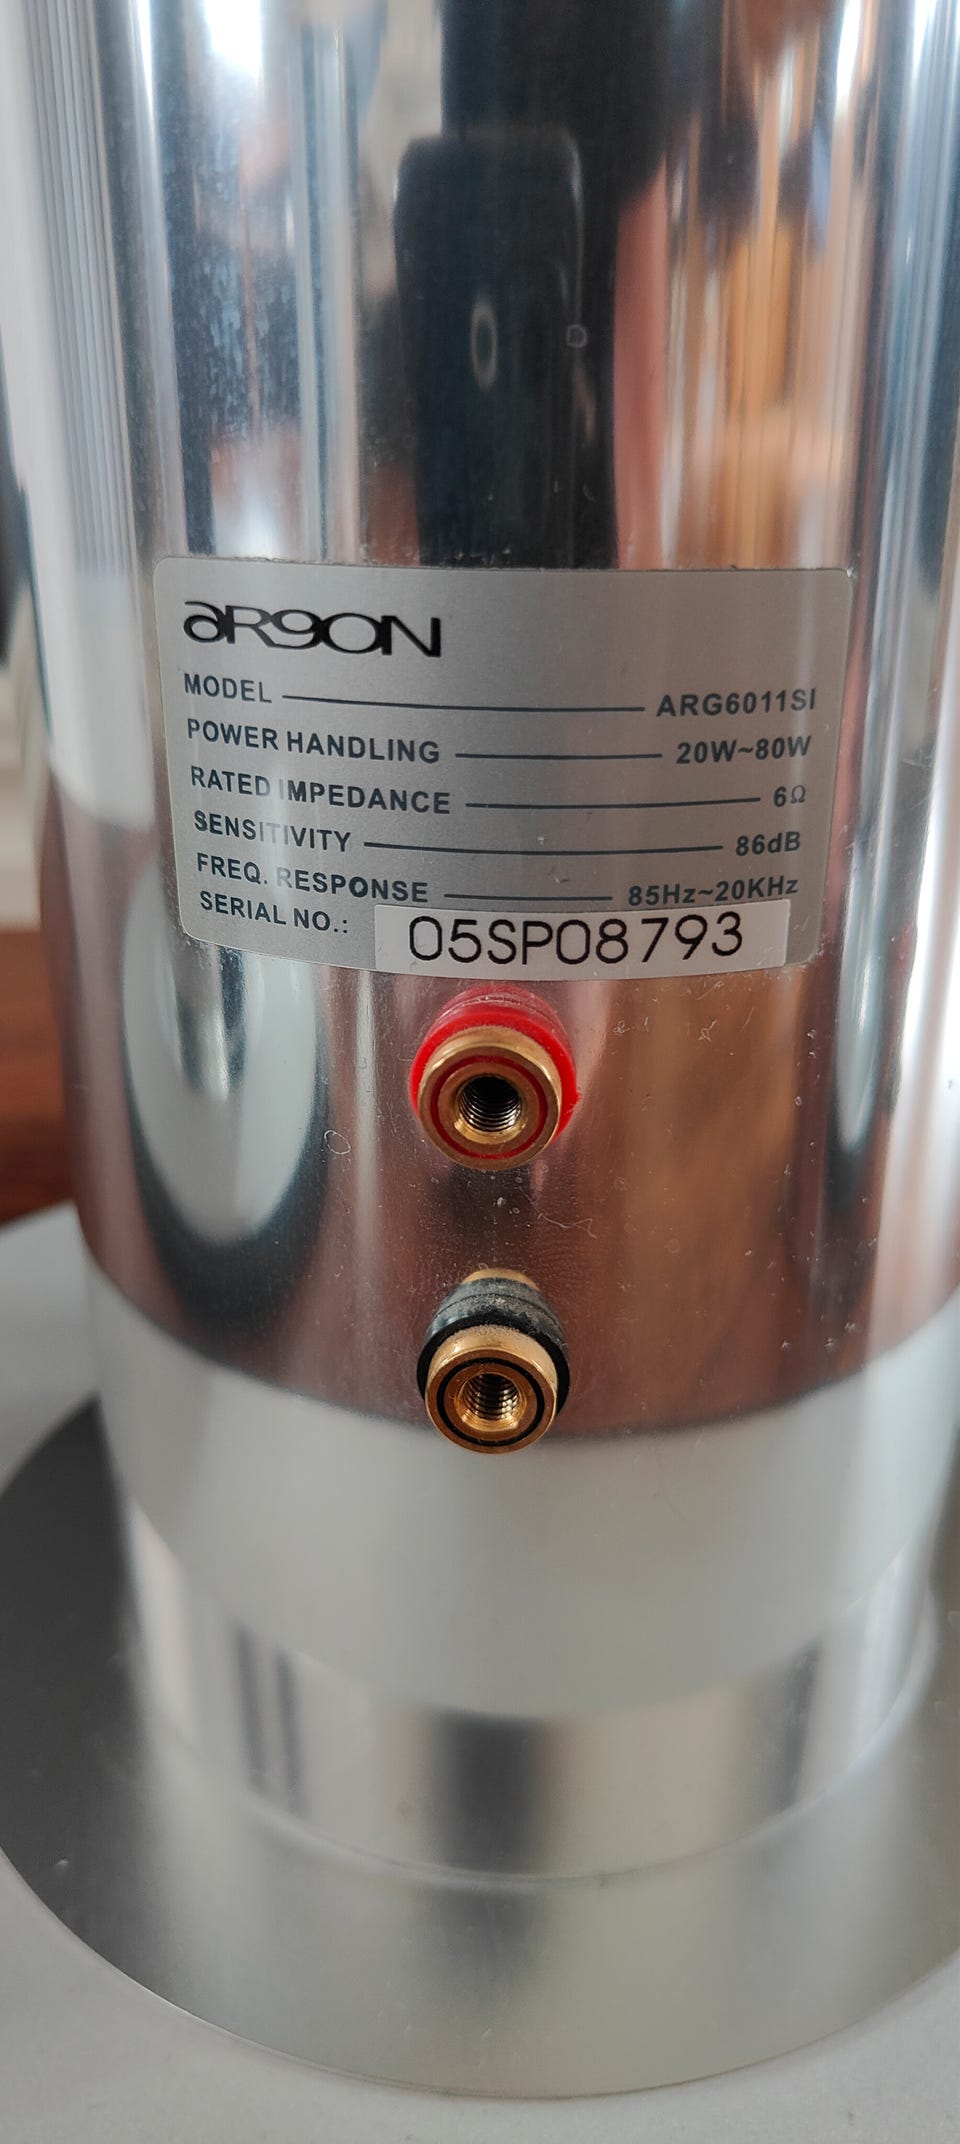 aRgON
MODEL ARG6011SI
POWER HANDLING 20W~80W
RATED IMPEDANCE 6Ω
SENSITIVITY 86dB
FREQ. RESPONSE 85Hz~20KHz
SERIAL NO.: 05SP08793